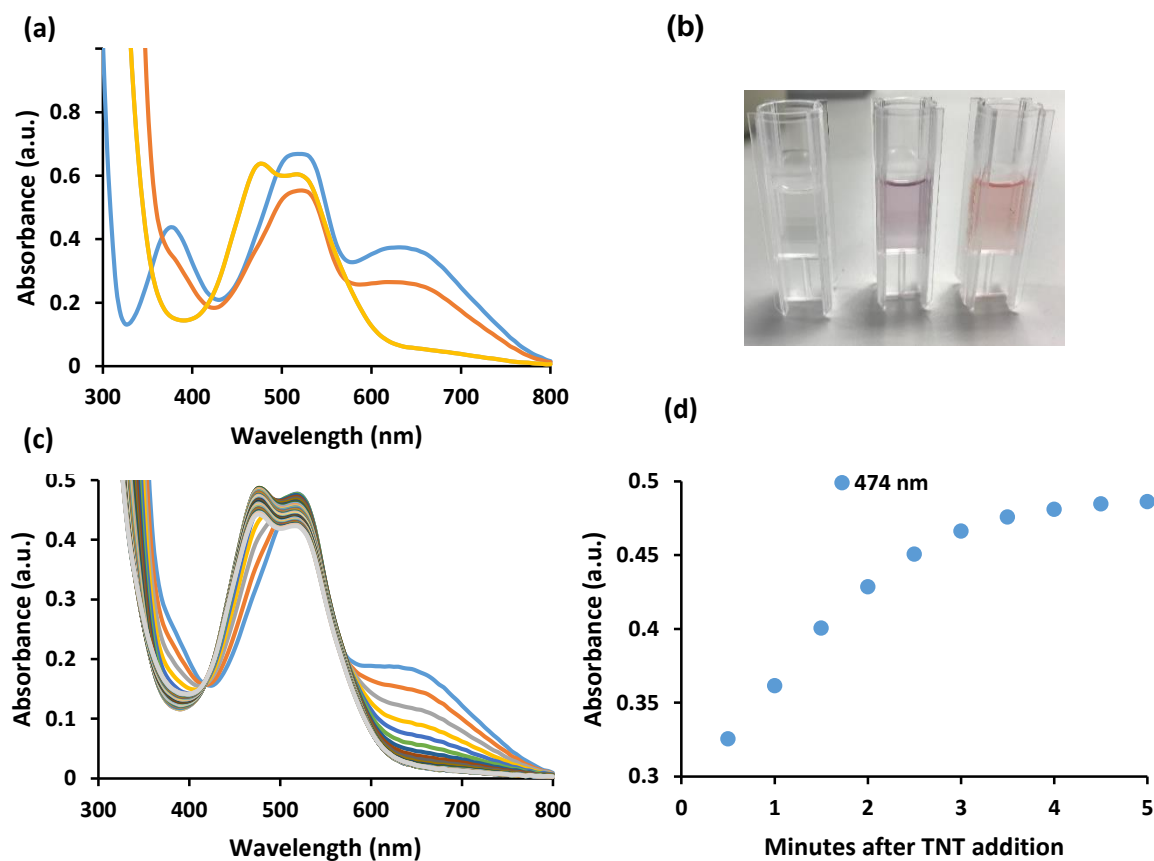 (a)
(b)
Absorbance (a.u.)
0.8
0.6
0.4
0.2
0
300 400 500 600 700 800
Wavelength (nm)
(c)
(d)
Absorbance (a.u.)
0.5
0.4
0.3
0.2
0.1
0
300 400 500 600 700 800
Wavelength (nm)
Absorbance (a.u.)
474 nm
0.5
0.45
0.4
0.35
0.3
0 1 2 3 4 5
Minutes after TNT addition